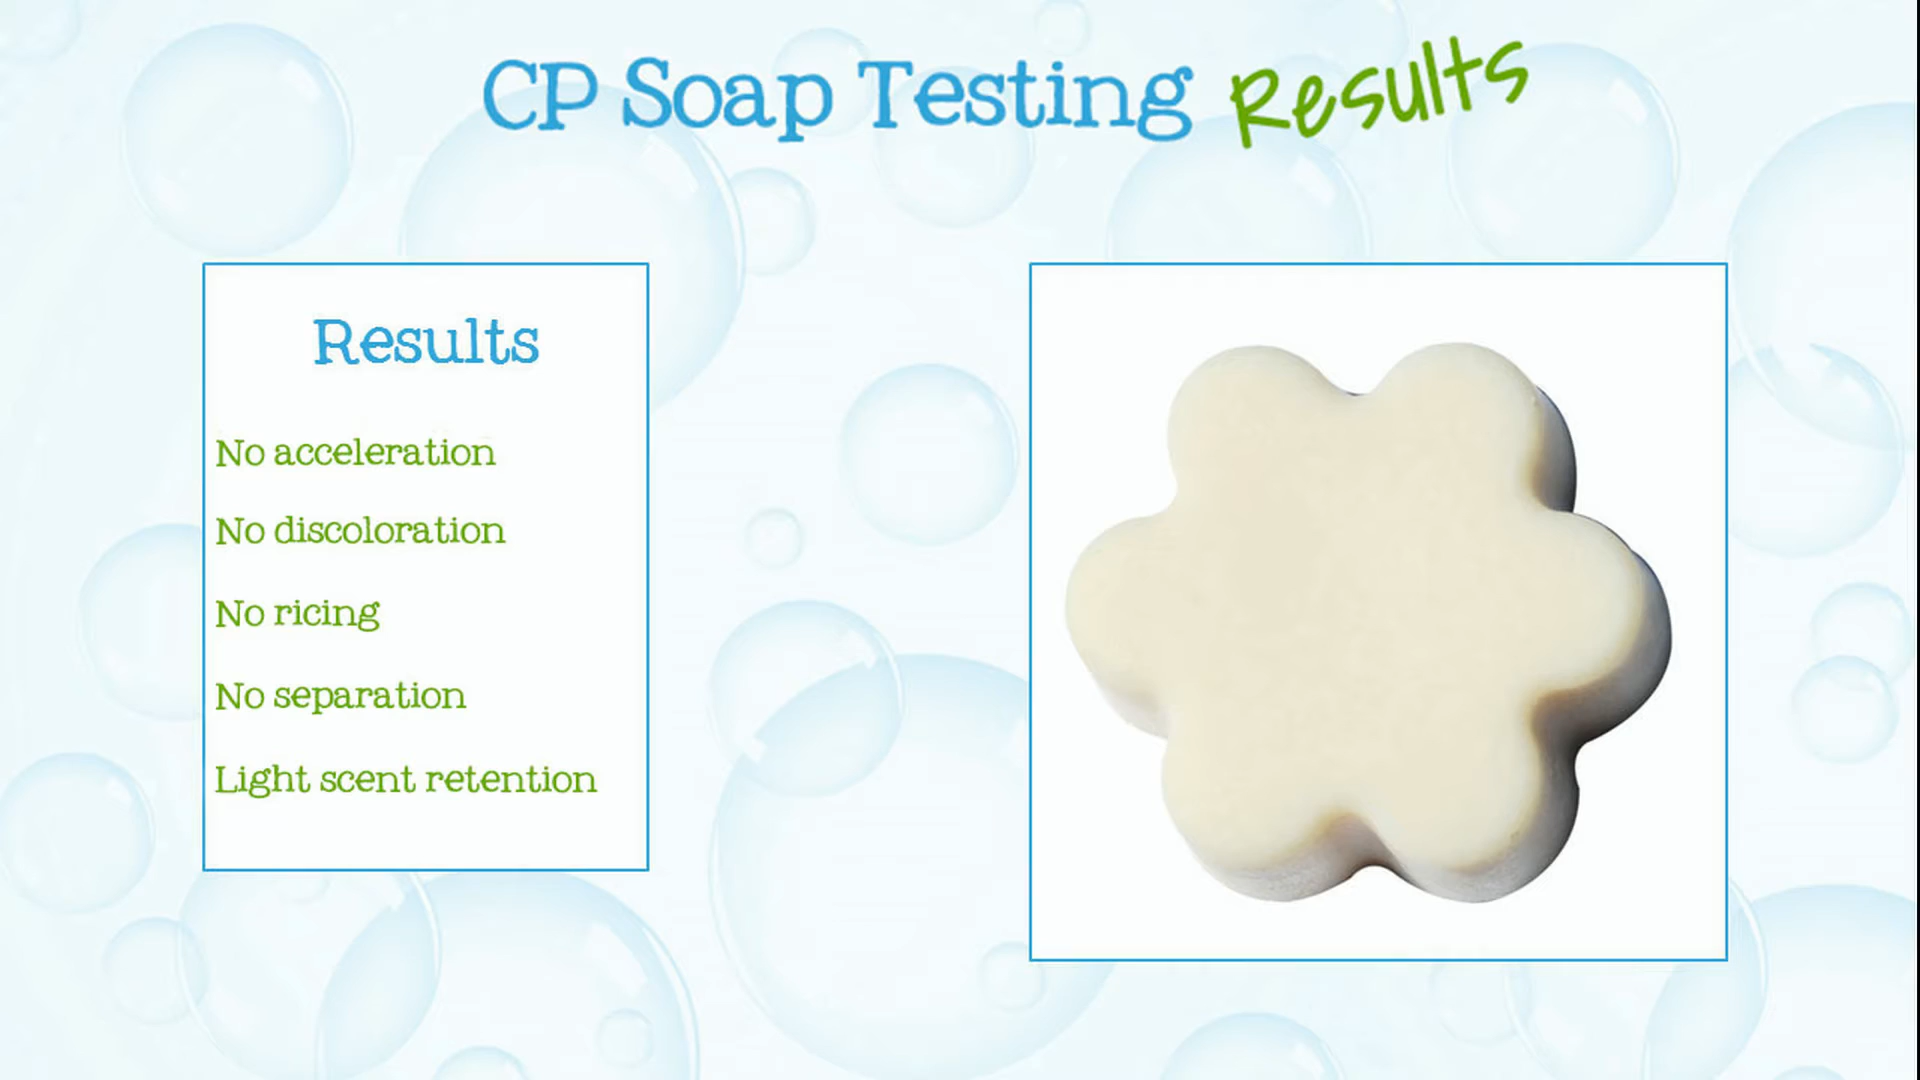 CP Soap Testing Results
Results
No acceleration
No discoloration
No ricing
No separation
Light scent retention